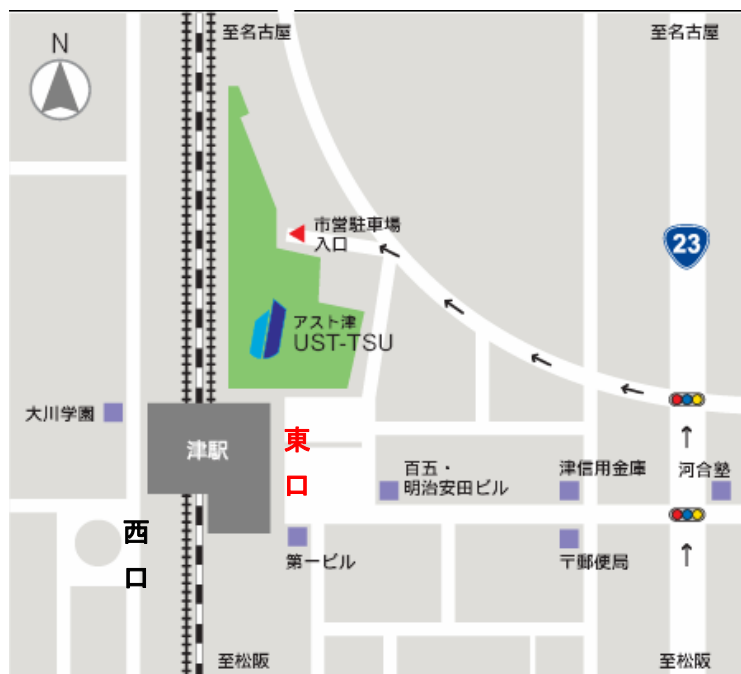 N
至名古屋
至名古屋
市営駐車場
入口
23
アスト津
UST-TSU
大川学園
津駅
東
口
百五・
明治安田ビル
津信用金庫
河合塾
西
口
第一ビル
〒郵便局
至松阪
至松阪